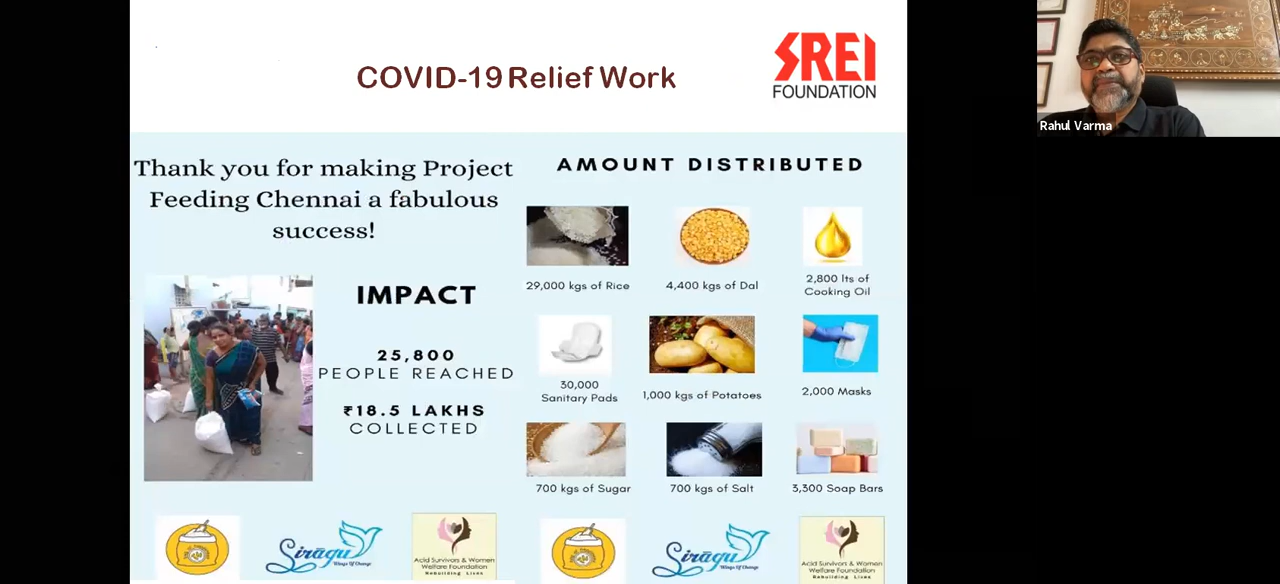 COVID-19 Relief Work
SREI
FOUNDATION
Rahul Varma
Thank you for making Project
Feeding Chennai a fabulous
success!
IMPACT
25,800
PEOPLE REACHED
₹18.5 LAKHS
COLLECTED
AMOUNT DISTRIBUTED
29,000 kgs of Rice
4,400 kgs of Dal
2,800 lts of
Cooking Oil
30,000
Sanitary Pads
1,000 kgs of Potatoes
2,000 Masks
700 kgs of Sugar
700 kgs of Salt
3,300 Soap Bars
Siragu
Wings Of Change
Acid Survivors & Women
Welfare Foundation
Rebuilding Lives
Siragu
Wings Of Change
Acid Survivors & Women
Welfare Foundation
Rebuilding Lives